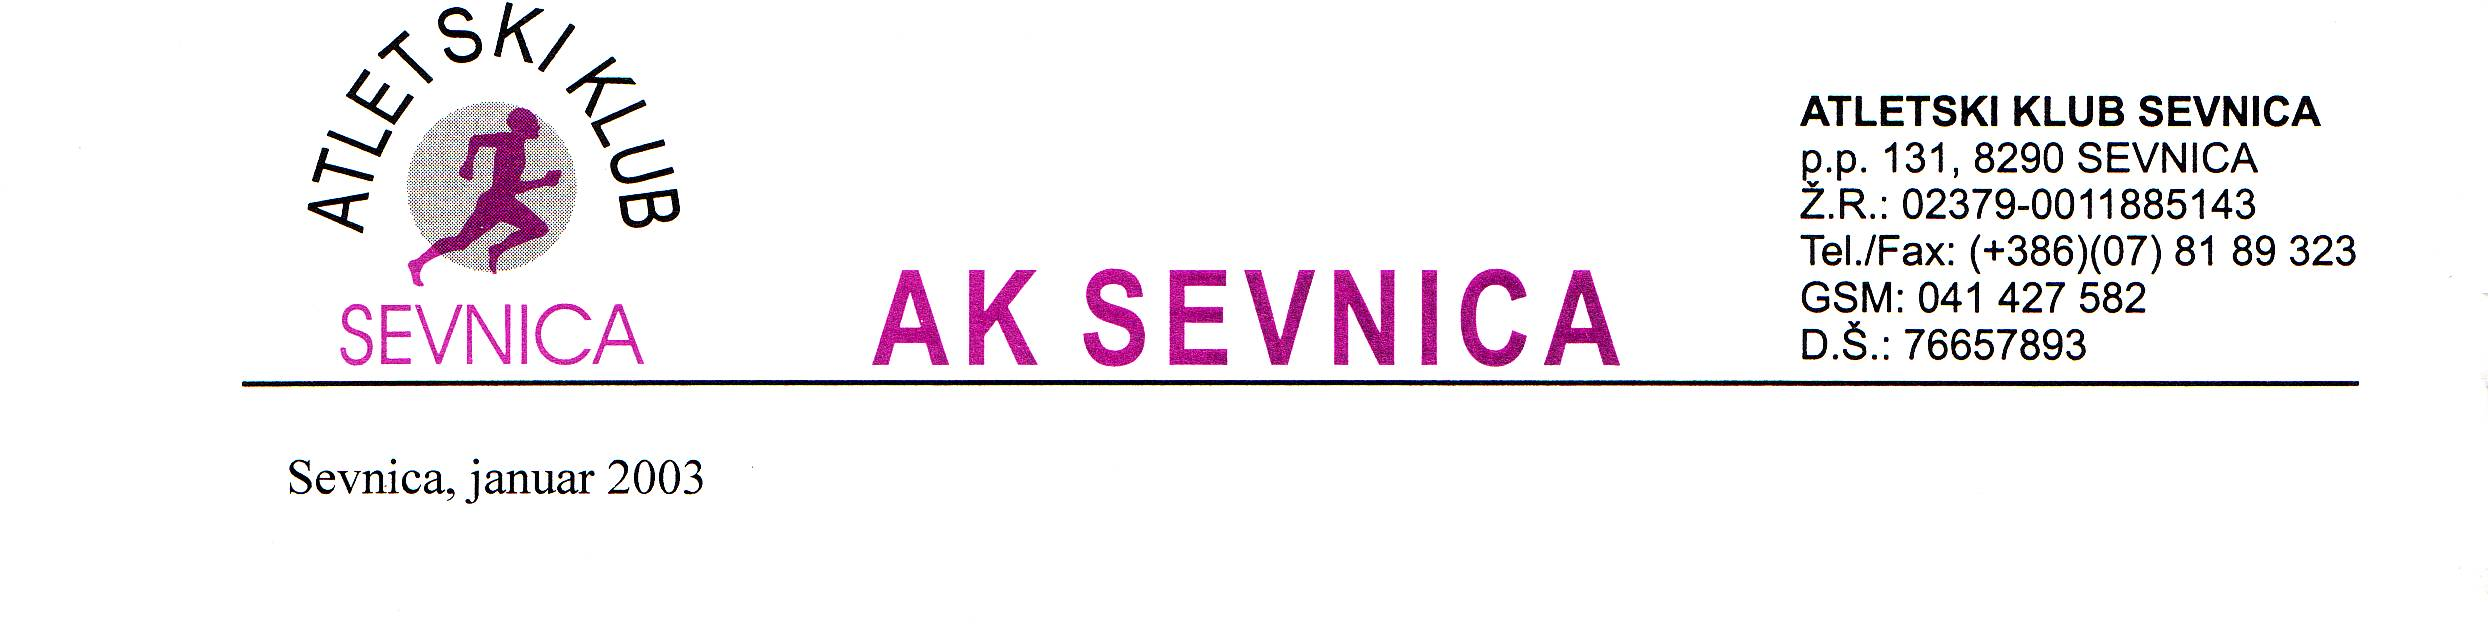 ATLETSKI KLUB
SEVNICA
AK SEVNICA
ATLETSKI KLUB SEVNICA
p.p. 131, 8290 SEVNICA
Ž.R.: 02379-0011885143
Tel./Fax: (+386)(07) 81 89 323
GSM: 041 427 582
D.Š.: 76657893
Sevnica, januar 2003